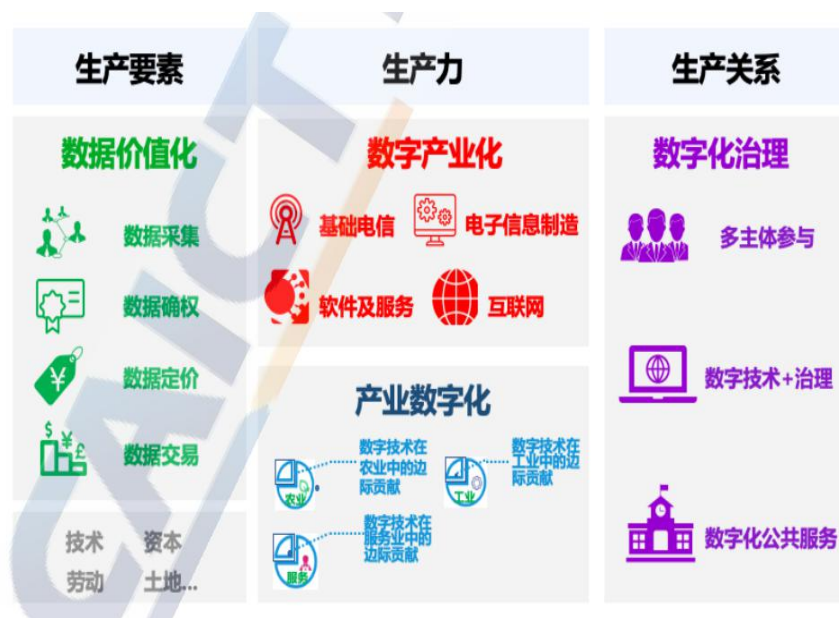 生产要素
生产力
生产关系
数据价值化
数据采集
数据确权
¥
数据定价
$ ¥ £
数据交易
技术 资本
劳动 土地...
数字产业化
基础电信
电子信息制造
软件及服务
互联网
产业数字化
农业
数字技术在
农业中的边
际贡献
工业
数字技术在
工业中的边
际贡献
服务
数字技术在
服务业中的
边际贡献
数字化治理
多主体参与
数字技术+治理
数字化公共服务
CAICT